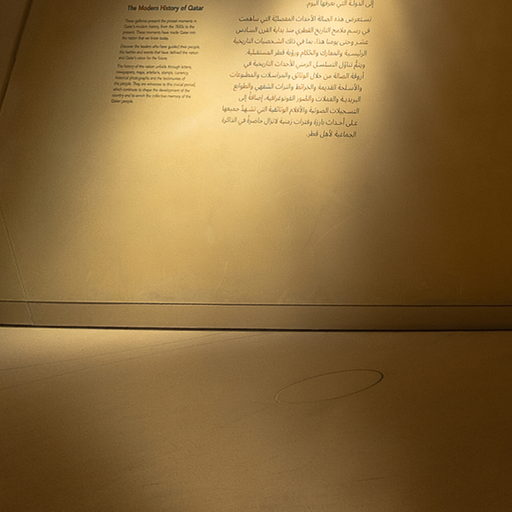 The Modern History of Qatar
These galleries present the pivotal moments in
Qatar's modern history, from the 1500s to the
present. These moments have made Qatar into
the nation that we know today.
Discover the leaders who have guided their people,
the battles and events that have defined the nation
and Qatar's vision for the future.
The history of the nation unfolds through letters,
newspapers, maps, artefacts, stamps, currency,
historical photographs and the testimonies of
the people. They are witnesses to the crucial period,
which continues to shape the development of the
country and to enrich the collective memory of the
Qatari people.
إلى الدولة التي نعرفها اليوم
تستعرض هذه الصالة الأحداث المفصلية التي ساهمت
في رسم ملامح التاريخ القطري منذ بداية القرن السادس
عشر وحتى يومنا هذا، بما في ذلك الشخصيات التاريخية
الرئيسية والمعارك والحكام ورؤية قطر المستقبلية.
ويتم تناول التسلسل الزمني للأحداث التاريخية في
أروقة الصالة من خلال الوثائق والمراسلات والمطبوعات
والأسلحة القديمة والخرائط والتراث الشفهي والطوابع
البريدية والعملات والصور الفوتوغرافية، إضافة إلى
التسجيلات الصوتية والأفلام الوثائقية التي تشهد جميعها
على أحداث بارزة وفترات زمنية لاتزال حاضرة في الذاكرة
الجماعية لأهل قطر.